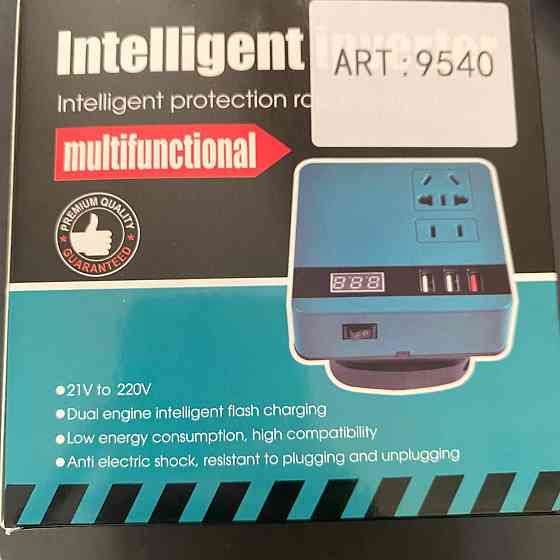 Intelligent inverter
ART:9540
Intelligent protection
multifunctional
PREMIUM QUALITY
GUARANTEED
888
21V to 220V
Dual engine intelligent flash charging
Low energy consumption, high compatibility
Anti electric shock, resistant to plugging and unplugging